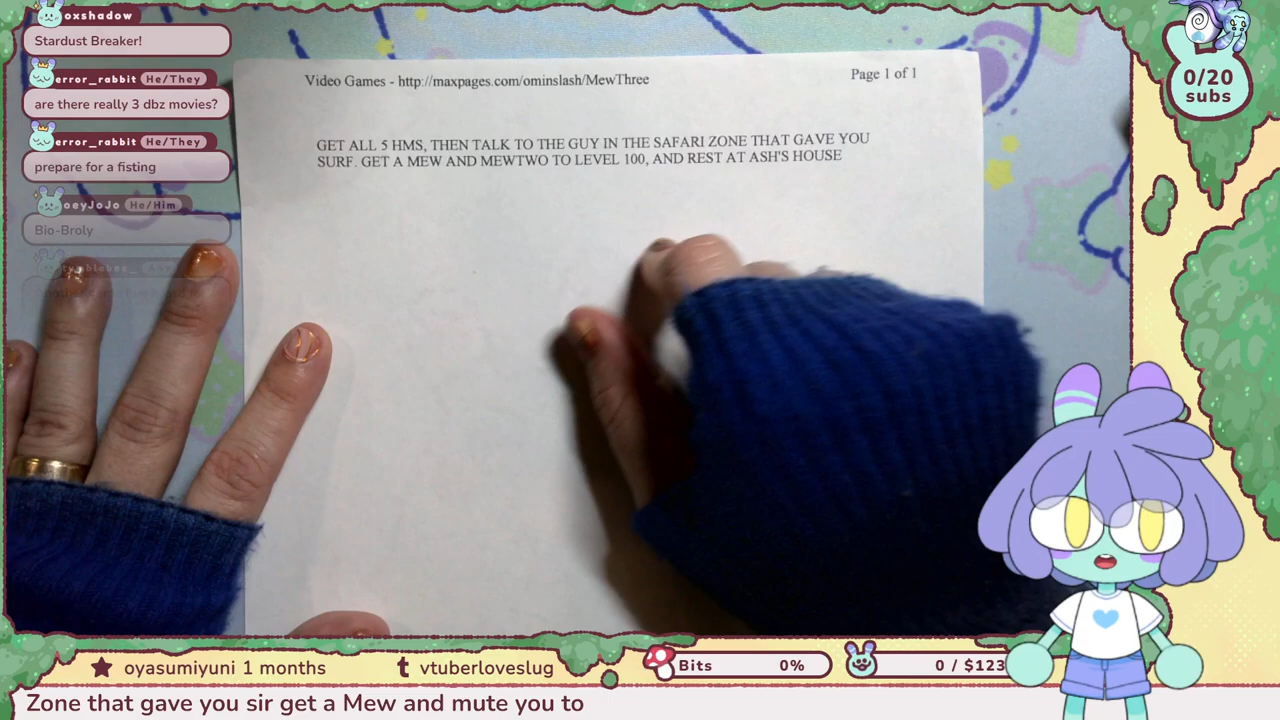 oxshadow
Stardust Breaker!
error_rabbit He/They
are there really 3 dbz movies?
error_rabbit He/They
prepare for a fisting
oeyJoJo He/Him
Bio-Broly
Video Games - http://maxpages.com/ominslash/MewThree
Page 1 of 1
GET ALL 5 HMS, THEN TALK TO THE GUY IN THE SAFARI ZONE THAT GAVE YOU
SURF. GET A MEW AND MEWTWO TO LEVEL 100, AND REST AT ASH'S HOUSE
0/20
subs
oyasumiyuni 1 months
t vtuberloveslug
Bits 0%
0 / $123
Zone that gave you sir get a Mew and mute you to